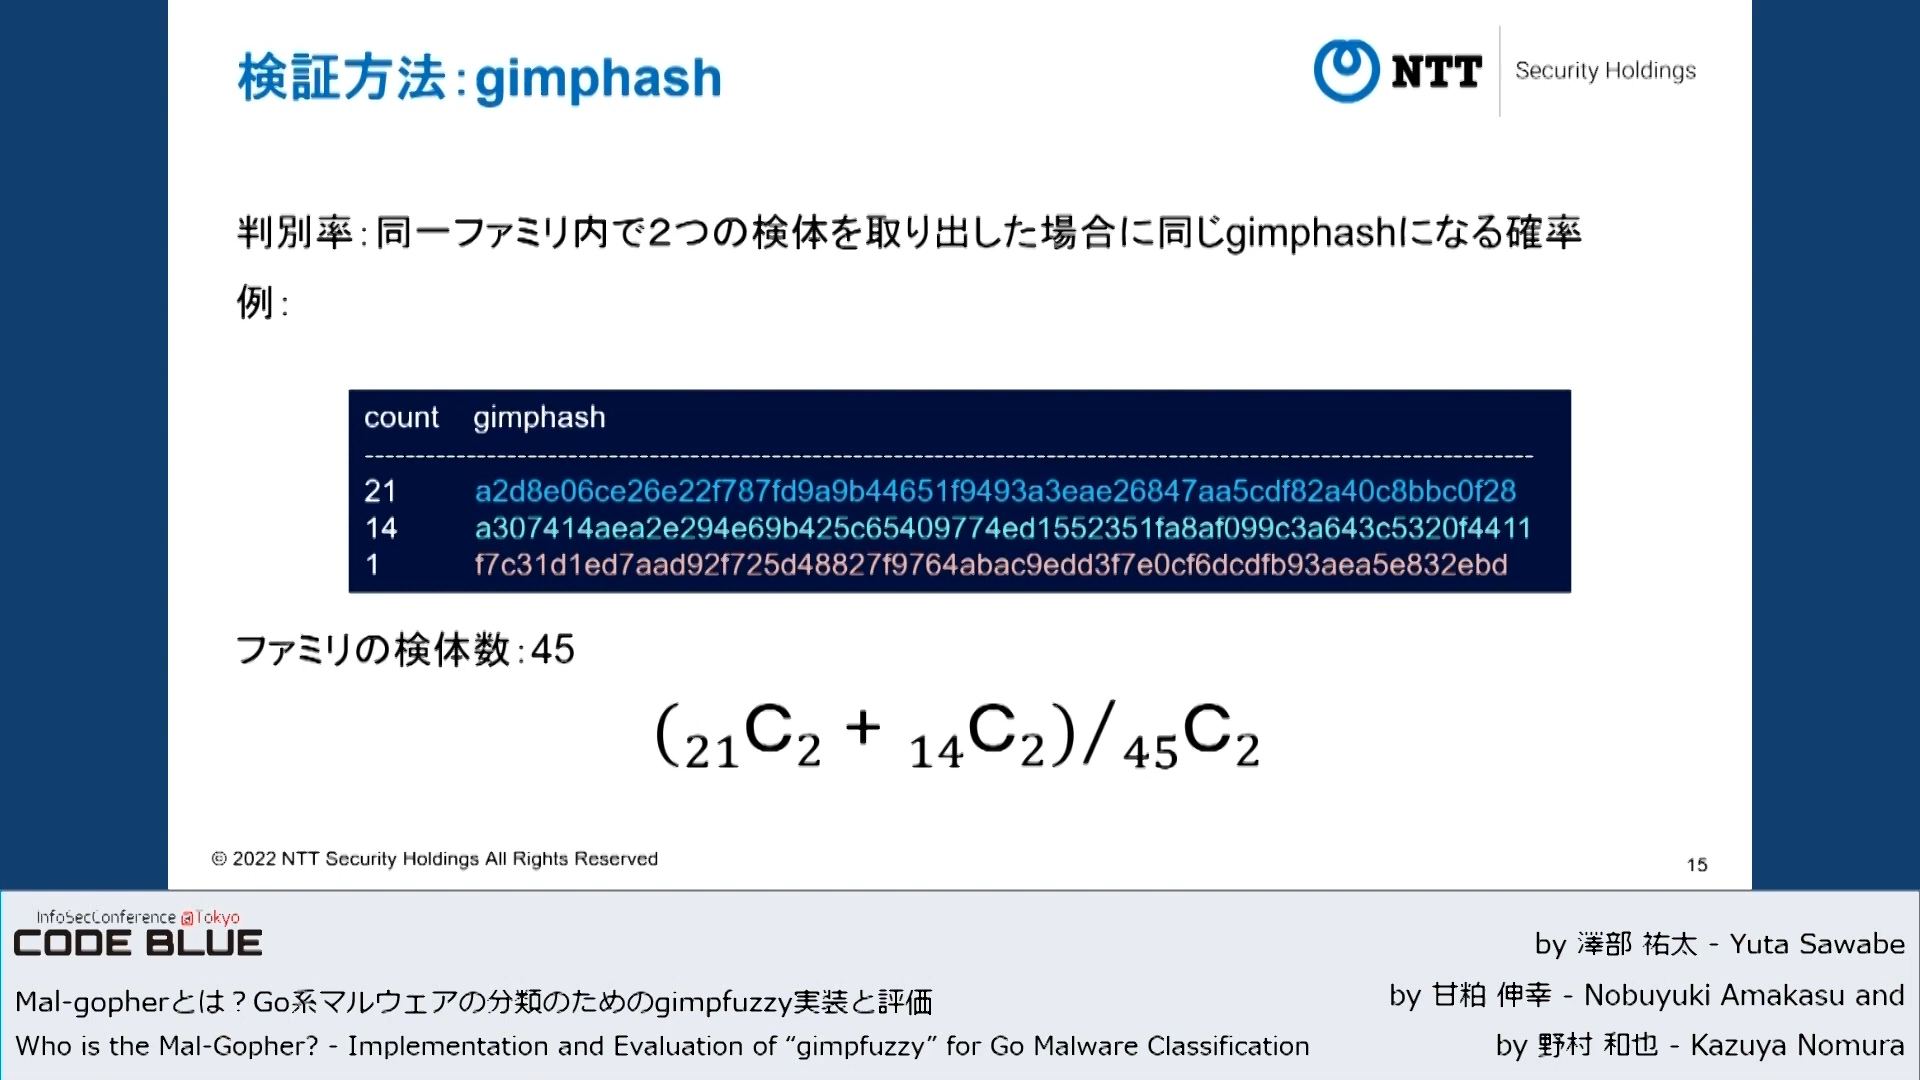 検証方法：gimphash
NTT Security Holdings
判別率：同一ファミリ内で２つの検体を取り出した場合に同じgimphashになる確率
例：
count gimphash
--------------------------------------------------------------------------------------------------------------------
21 a2d8e06ce26e22f787fd9a9b44651f9493a3eae26847aa5cdf82a40c8bbc0f28
14 a307414aea2e294e69b425c65409774ed1552351fa8af099c3a643c5320f4411
1 f7c31d1ed7aad92f725d48827f9764abac9edd3f7e0cf6dcdfb93aea5e832ebd
ファミリの検体数：45
(₂₁C₂ + ₁₄C₂)/₄₅C₂
© 2022 NTT Security Holdings All Rights Reserved
15
InfoSecConference @Tokyo
CODE BLUE
by 澤部 祐太 - Yuta Sawabe
Mal-gopherとは？Go系マルウェアの分類のためのgimpfuzzy実装と評価
by 甘粕 伸幸 - Nobuyuki Amakasu and
Who is the Mal-Gopher? - Implementation and Evaluation of “gimpfuzzy” for Go Malware Classification
by 野村 和也 - Kazuya Nomura